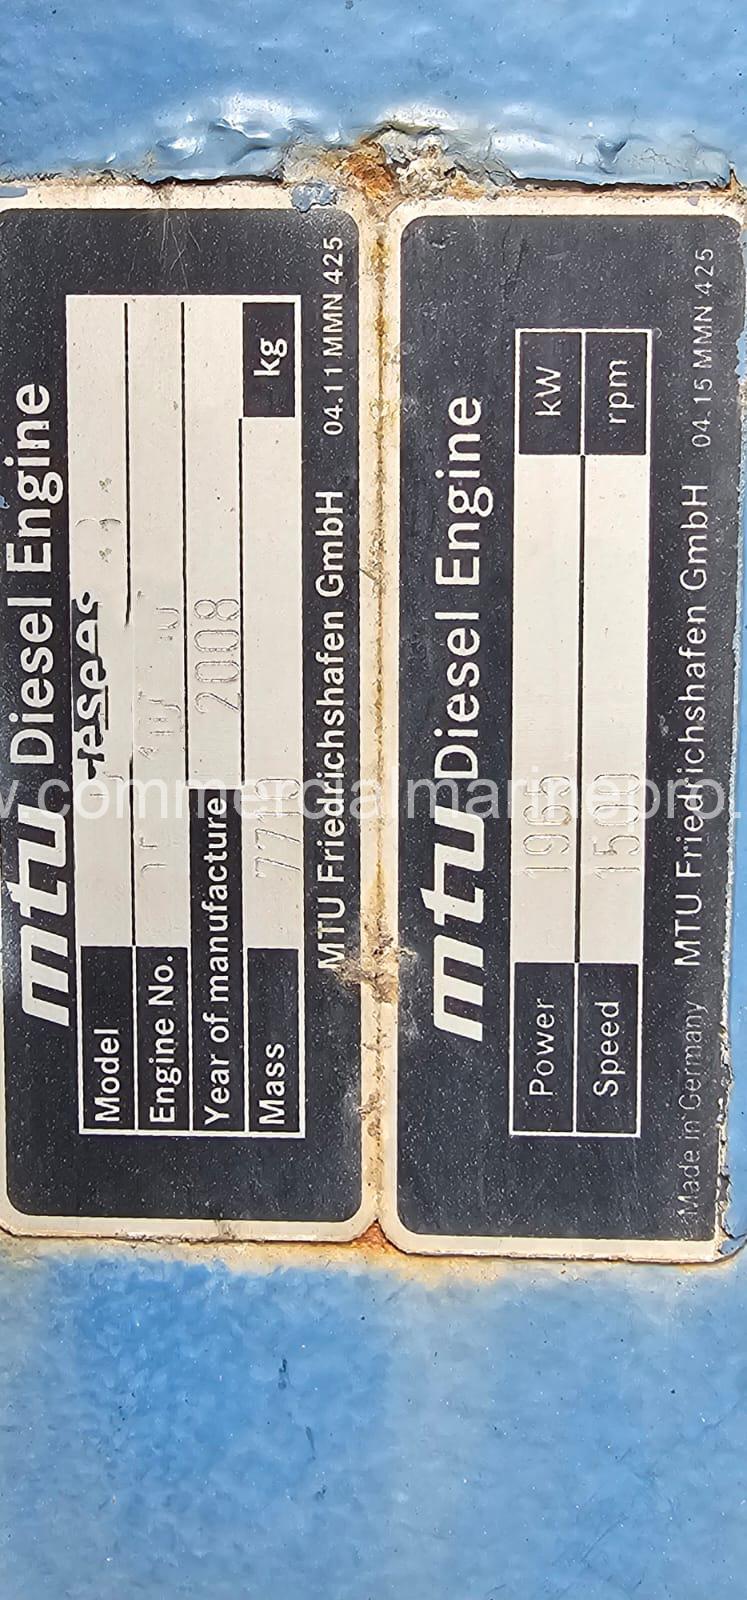 mtu Diesel Engine
Model
Engine No.
Year of manufacture 2008
Mass 7710 kg
MTU Friedrichshafen GmbH 04.11 MMN 425
mtu Diesel Engine
Power 1965 kW
Speed 1500 rpm
Made in Germany MTU Friedrichshafen GmbH 04.15 MMN 425
w.commercialmarinepro.